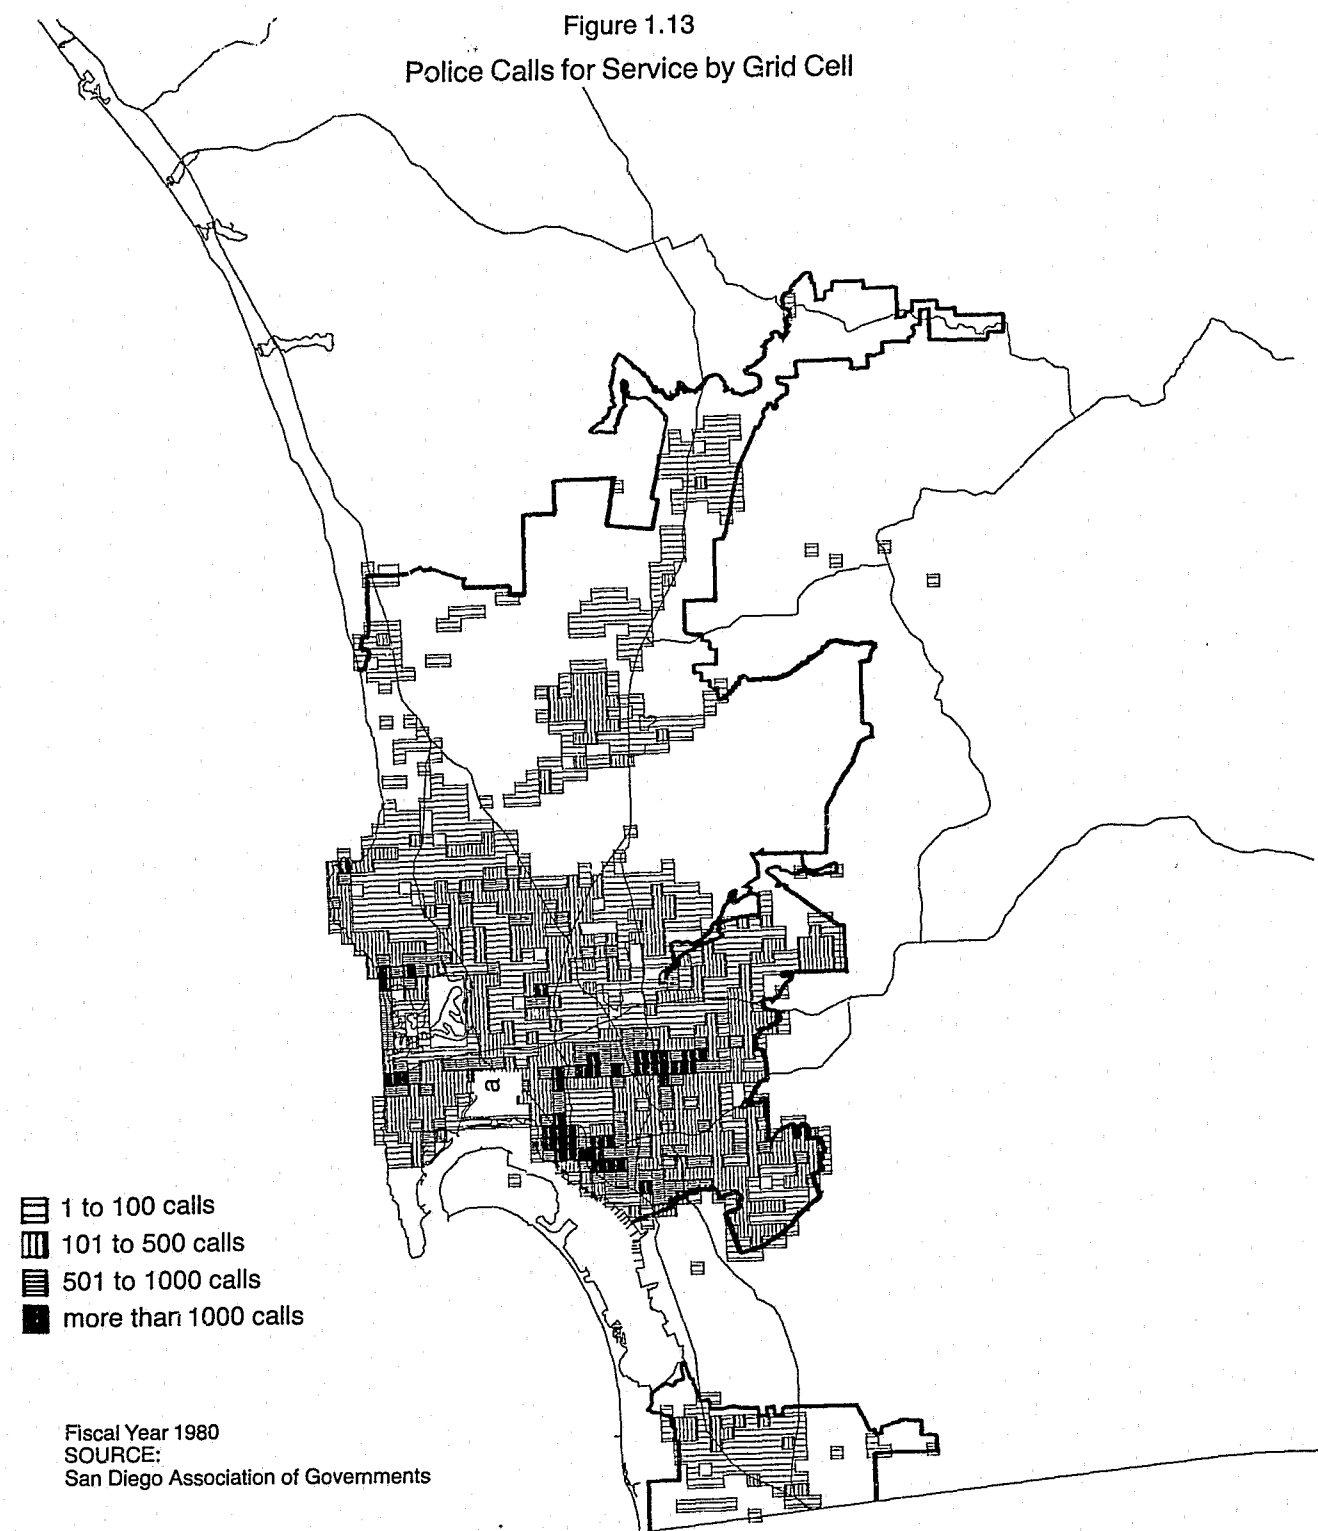 Figure 1.13
Police Calls for Service by Grid Cell
a
1 to 100 calls
101 to 500 calls
501 to 1000 calls
more than 1000 calls
Fiscal Year 1980
SOURCE:
San Diego Association of Governments